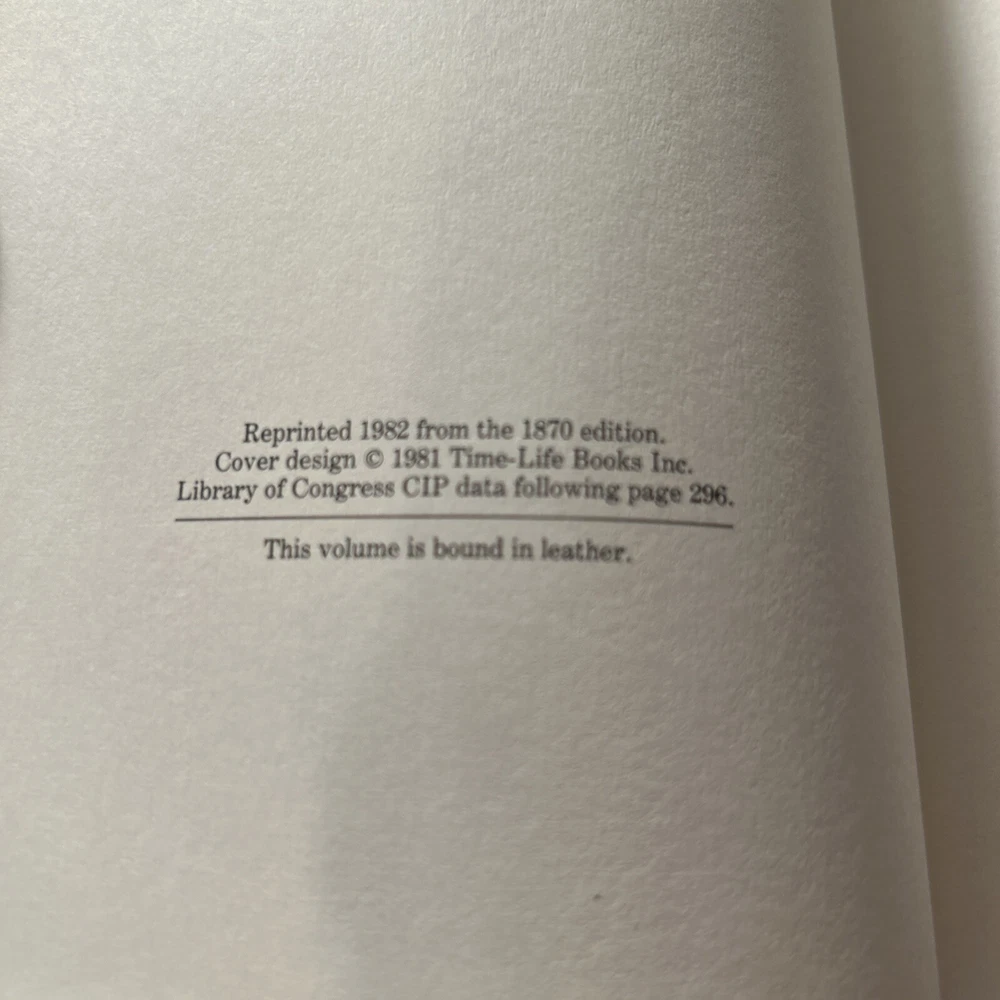 Reprinted 1982 from the 1870 edition.
Cover design © 1981 Time-Life Books Inc.
Library of Congress CIP data following page 296.
This volume is bound in leather.